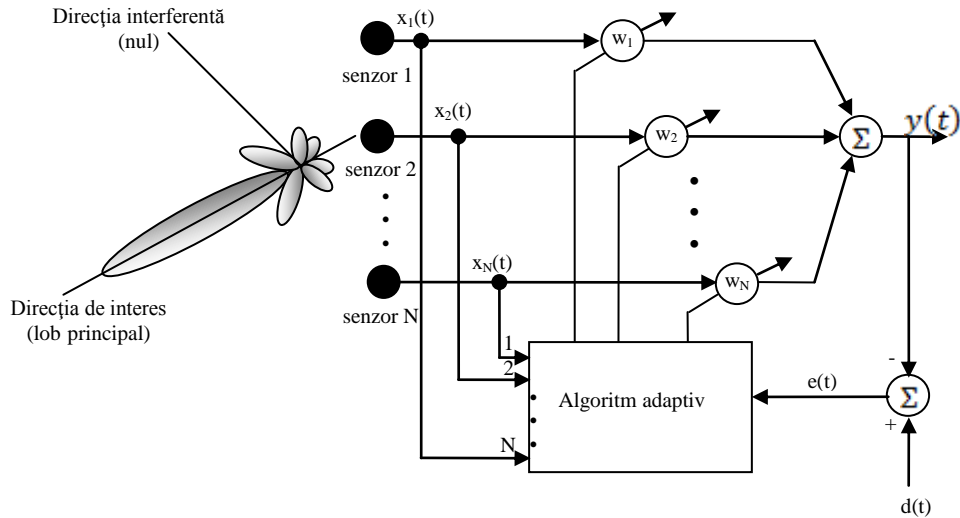 Direcţia interferentă
(nul)
x1(t)
w1
senzor 1
x2(t)
w2
Σ
y(t)
senzor 2
xN(t)
wN
Direcţia de interes
(lob principal)
senzor N
1
2
N
Algoritm adaptiv
e(t)
-
Σ
+
d(t)